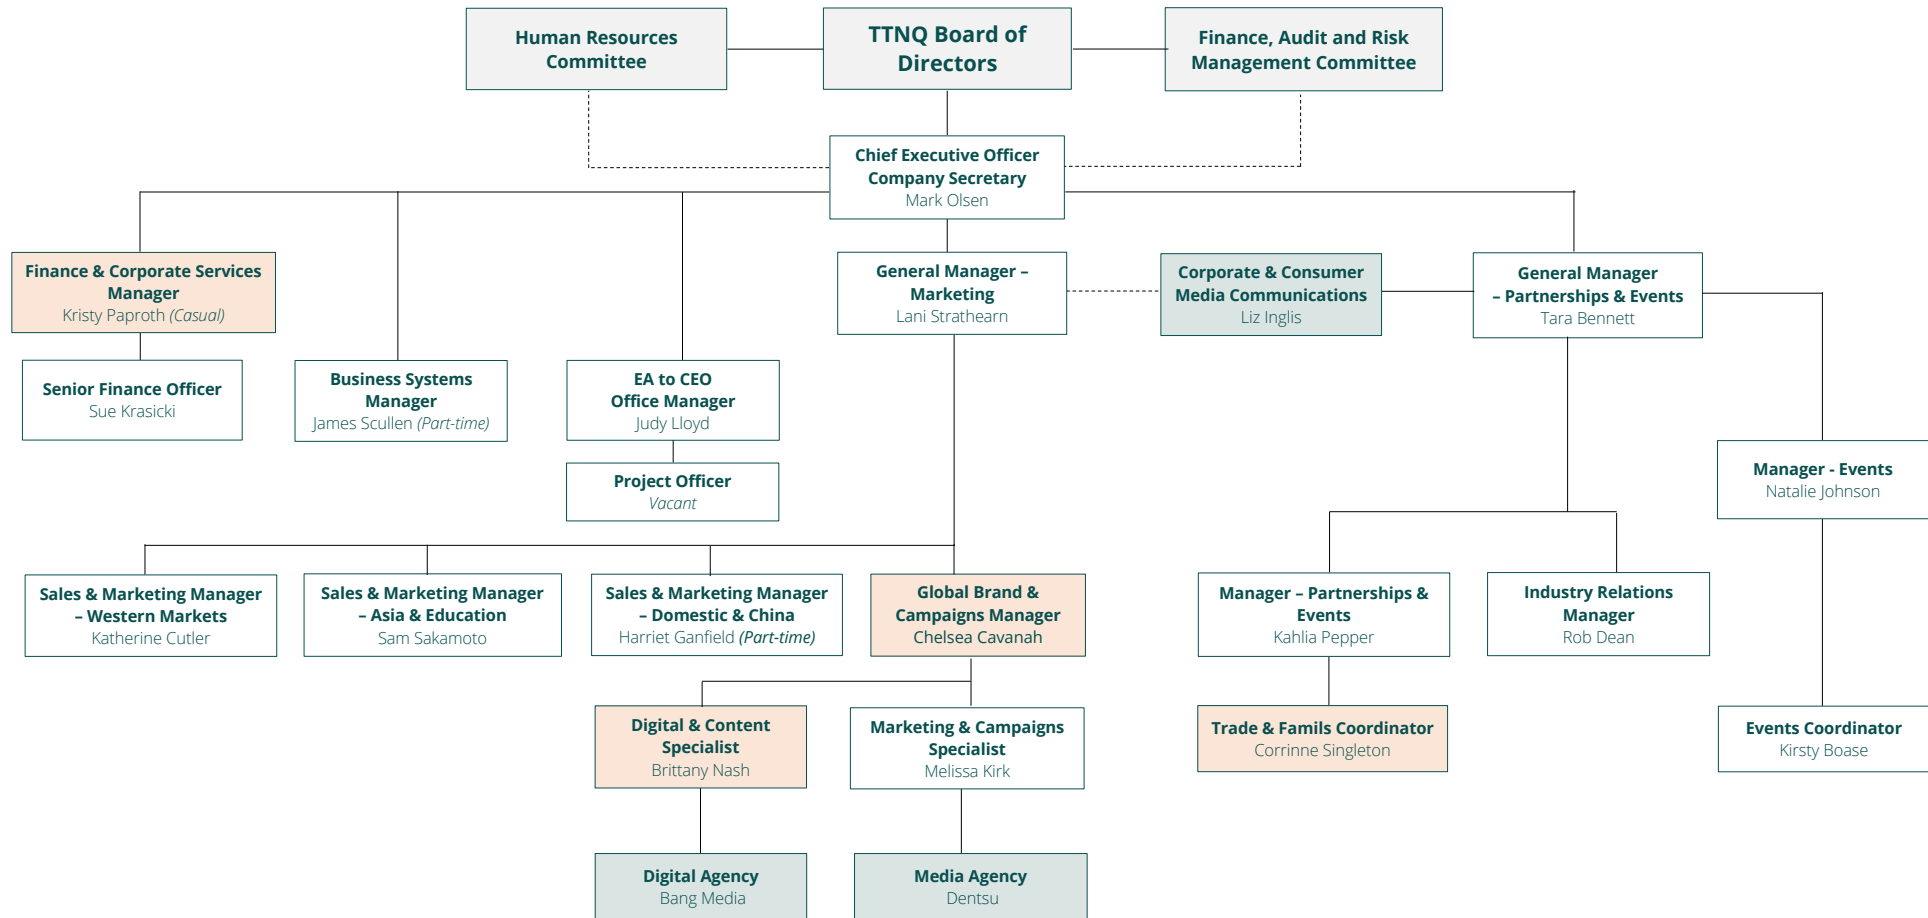 Human Resources
Committee
TTNQ Board of
Directors
Finance, Audit and Risk
Management Committee
Chief Executive Officer
Company Secretary
Mark Olsen
Finance & Corporate Services
Manager
Kristy Paproth (Casual)
General Manager –
Marketing
Lani Strathearn
Corporate & Consumer
Media Communications
Liz Inglis
General Manager
– Partnerships & Events
Tara Bennett
Senior Finance Officer
Sue Krasicki
Business Systems
Manager
James Scullen (Part-time)
EA to CEO
Office Manager
Judy Lloyd
Project Officer
Vacant
Manager - Events
Natalie Johnson
Sales & Marketing Manager
– Western Markets
Katherine Cutler
Sales & Marketing Manager
– Asia & Education
Sam Sakamoto
Sales & Marketing Manager
– Domestic & China
Harriet Ganfield (Part-time)
Global Brand &
Campaigns Manager
Chelsea Cavanah
Manager – Partnerships &
Events
Kahlia Pepper
Industry Relations
Manager
Rob Dean
Digital & Content
Specialist
Brittany Nash
Marketing & Campaigns
Specialist
Melissa Kirk
Trade & Famils Coordinator
Corrinne Singleton
Events Coordinator
Kirsty Boase
Digital Agency
Bang Media
Media Agency
Dentsu